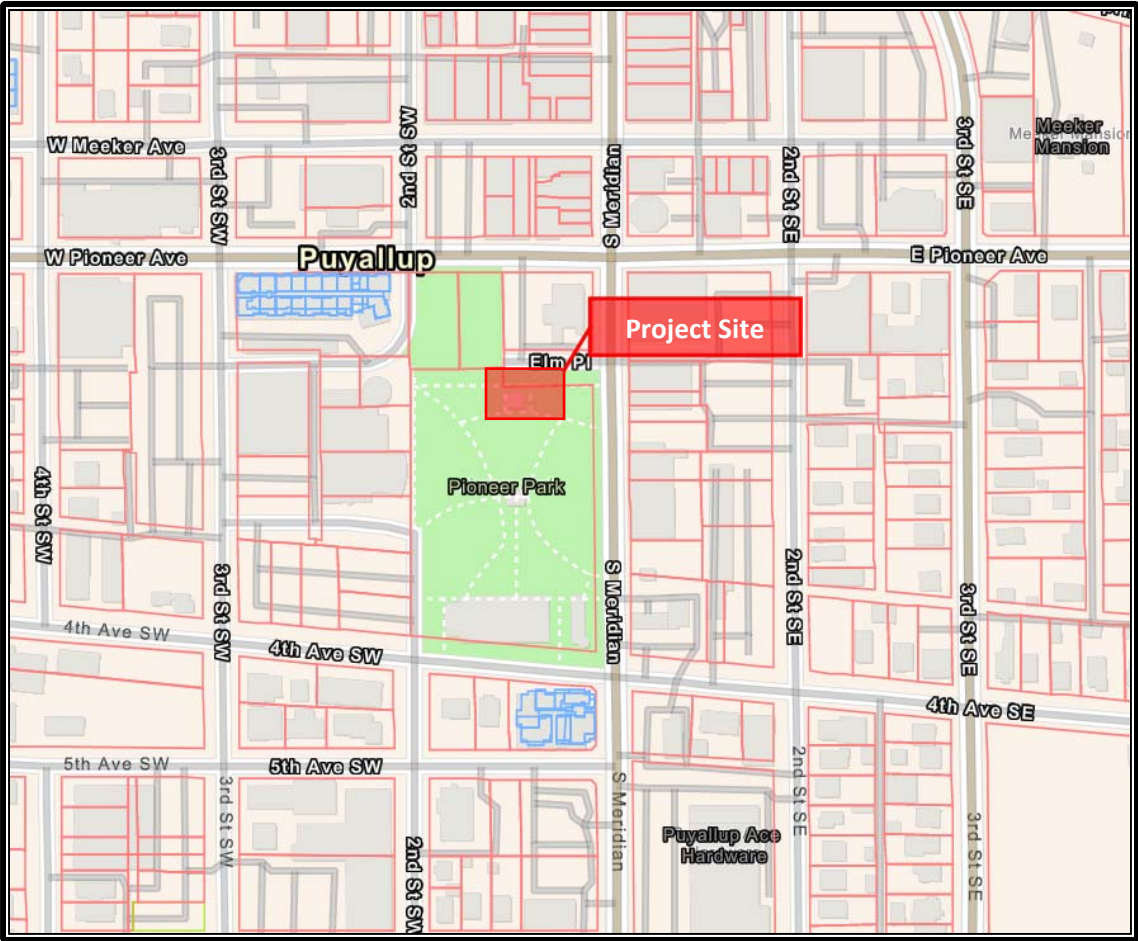 W Meeker Ave
3rd St SW
2nd St SW
S Meridian
2nd St SE
3rd St SE
Meeker
Mansion
W Pioneer Ave
Puyallup
E Pioneer Ave
Project Site
Elm Pl
Pioneer Park
4th St SW
3rd St SW
S Meridian
2nd St SE
3rd St SE
4th Ave SW
4th Ave SW
4th Ave SE
5th Ave SW
5th Ave SW
3rd St SW
2nd St SW
S Meridian
2nd St SE
3rd St SE
Puyallup Ace
Hardware